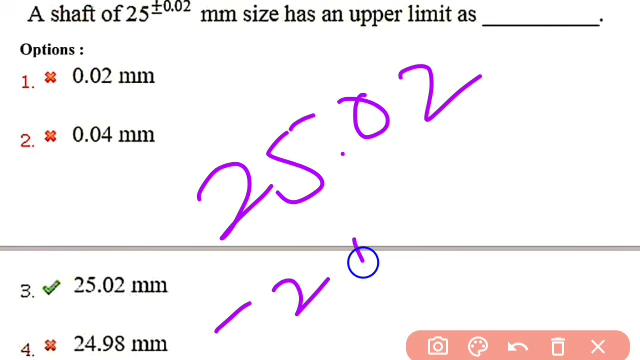 A shaft of 25±0.02 mm size has an upper limit as __________.
Options :
1. 0.02 mm
2. 0.04 mm
25.02
3. 25.02 mm
- 2
4. 24.98 mm